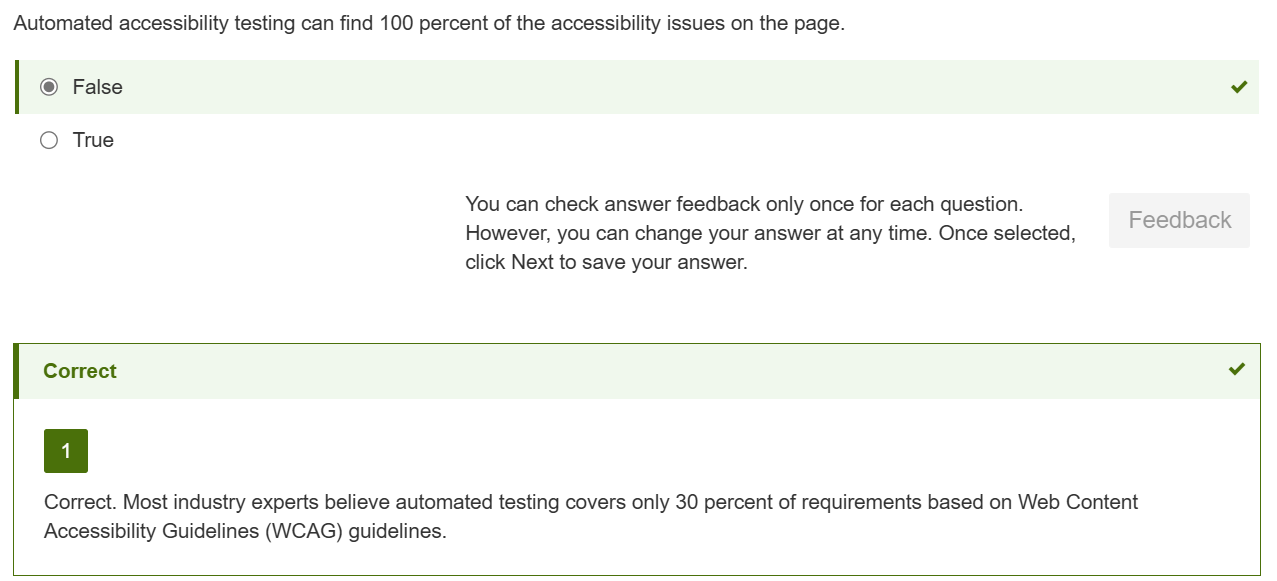 Automated accessibility testing can find 100 percent of the accessibility issues on the page.
False
True
You can check answer feedback only once for each question.
However, you can change your answer at any time. Once selected,
click Next to save your answer.
Feedback
Correct
1
Correct. Most industry experts believe automated testing covers only 30 percent of requirements based on Web Content
Accessibility Guidelines (WCAG) guidelines.